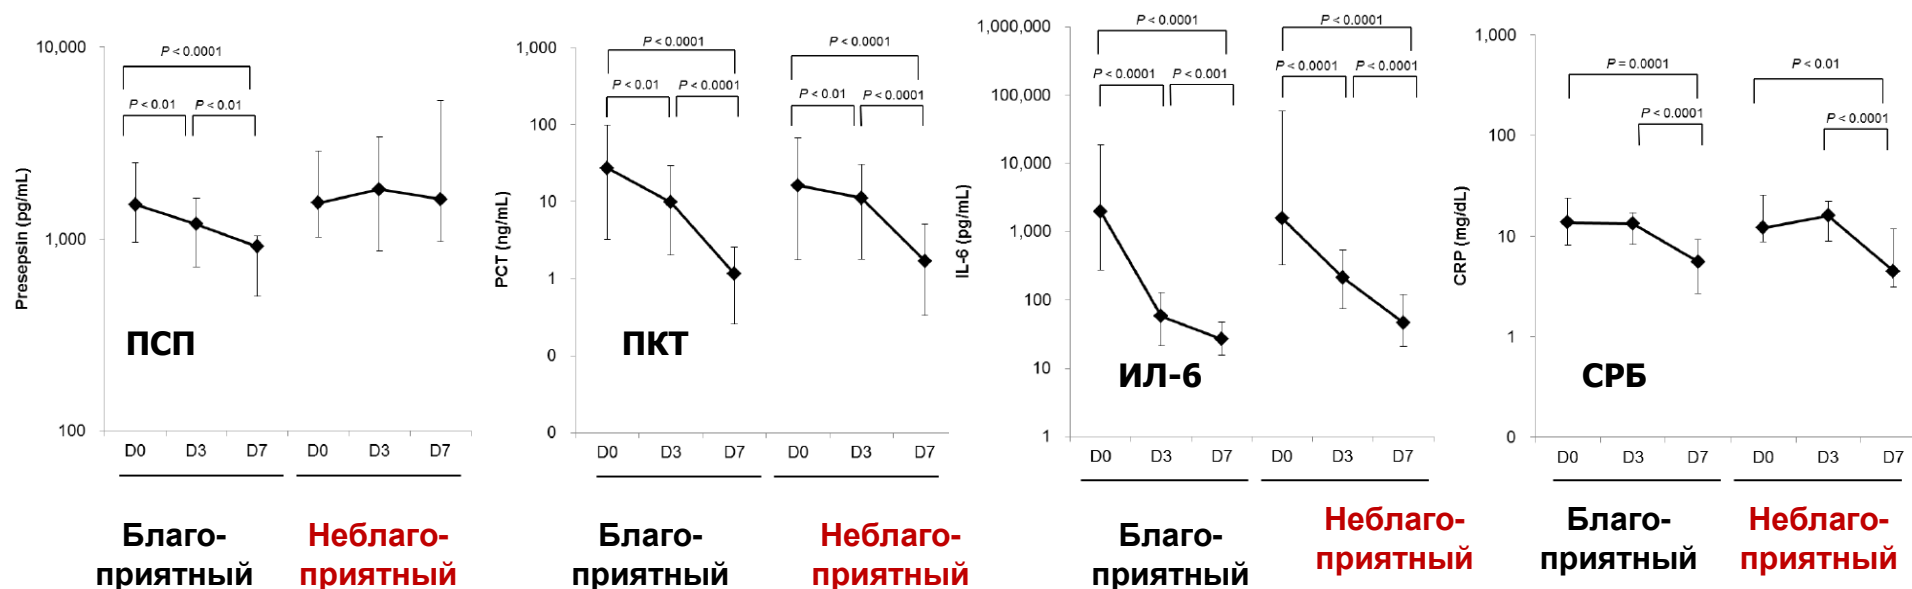 10,000
1,000
100
Presepsin (pg/mL)
P < 0.0001
P < 0.01
P < 0.01
ПСП
D0
D3
D7
D0
D3
D7
Благо-
приятный
Неблаго-
приятный
1,000
100
10
1
0
0
PCT (ng/mL)
P < 0.0001
P < 0.01
P < 0.0001
P < 0.0001
P < 0.01
P < 0.0001
ПКТ
D0
D3
D7
D0
D3
D7
Благо-
приятный
Неблаго-
приятный
1,000,000
100,000
10,000
1,000
100
10
1
IL-6 (pg/mL)
P < 0.0001
P < 0.0001
P < 0.001
P < 0.0001
P < 0.0001
P < 0.0001
ИЛ-6
D0
D3
D7
D0
D3
D7
Благо-
приятный
Неблаго-
приятный
1,000
100
10
1
0
CRP (mg/dL)
P = 0.0001
P < 0.0001
P < 0.01
P < 0.0001
СРБ
D0
D3
D7
D0
D3
D7
Благо-
приятный
Неблаго-
приятный